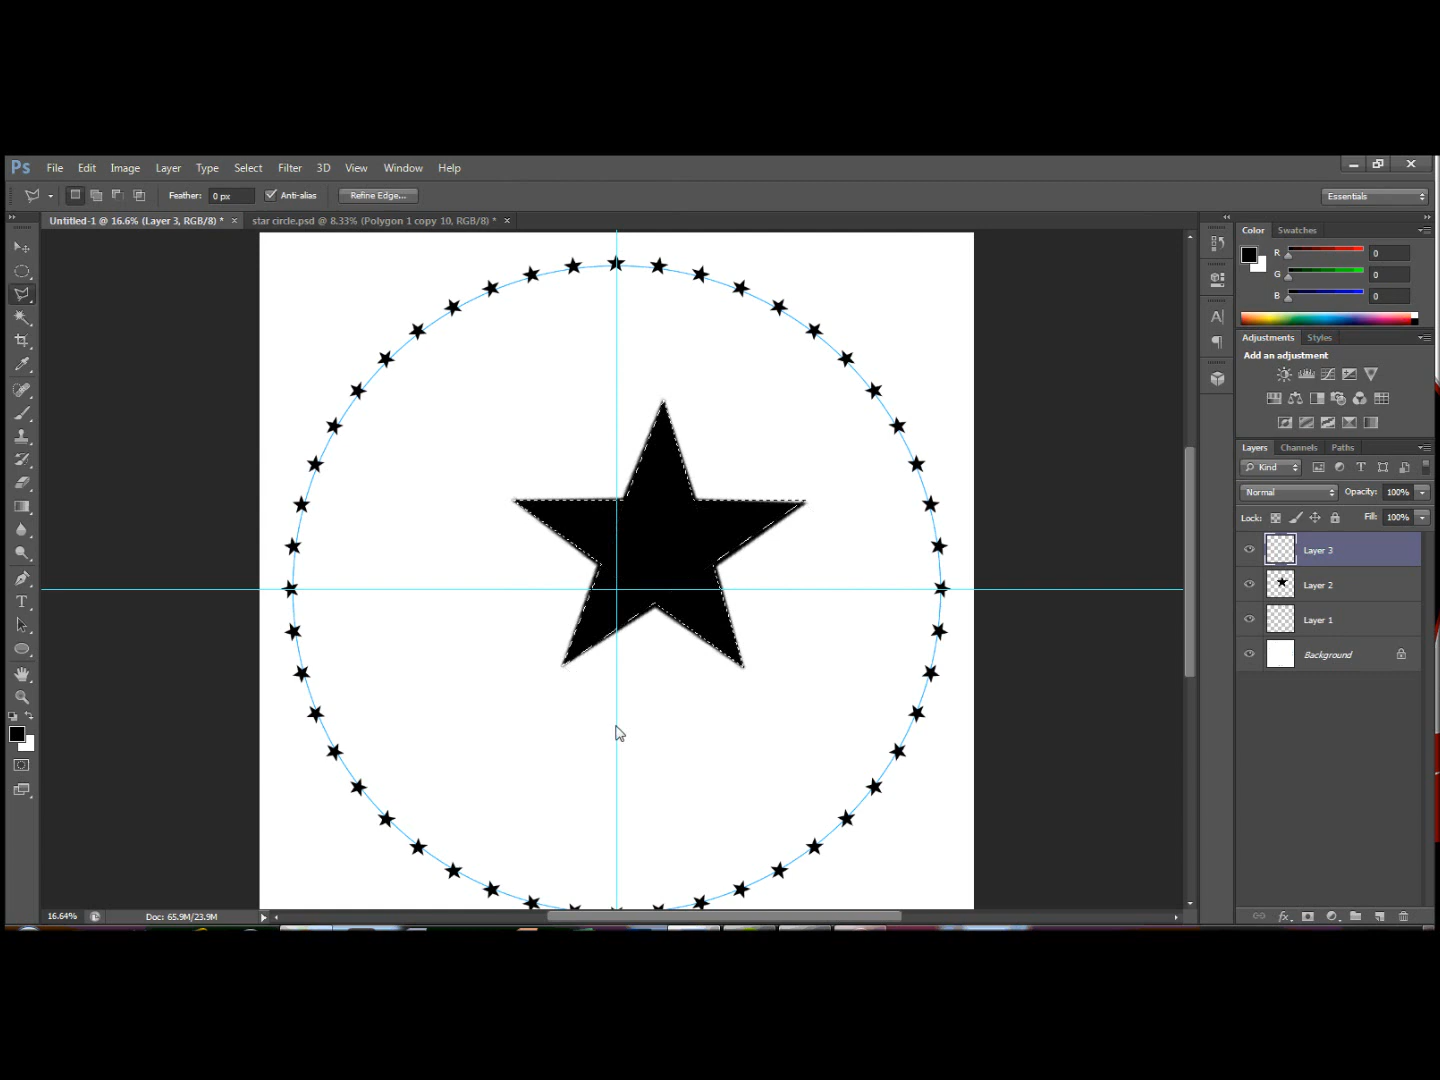 Ps File Edit Image Layer Type Select Filter 3D View Window Help
Feather: 0 px Anti-alias Refine Edge... Essentials
Untitled-1 @ 16.6% (Layer 3, RGB/8) * × star circle.psd @ 8.33% (Polygon 1 copy 10, RGB/8) * ×
Color Swatches
R 0
G 0
B 0
Adjustments Styles
Add an adjustment
Layers Channels Paths
Kind
Normal Opacity: 100%
Lock: Fill: 100%
Layer 3
Layer 2
Layer 1
Background
16.64% Doc: 65.9M/23.9M